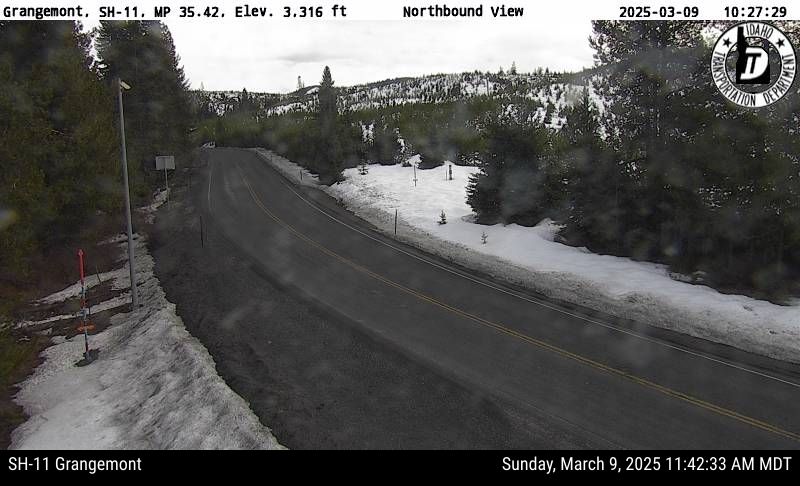 Grangemont, SH-11, MP 35.42, Elev. 3,316 ft Northbound View 2025-03-09 10:27:29
IDAHO
TRANSPORTATION DEPARTMENT
SH-11 Grangemont Sunday, March 9, 2025 11:42:33 AM MDT